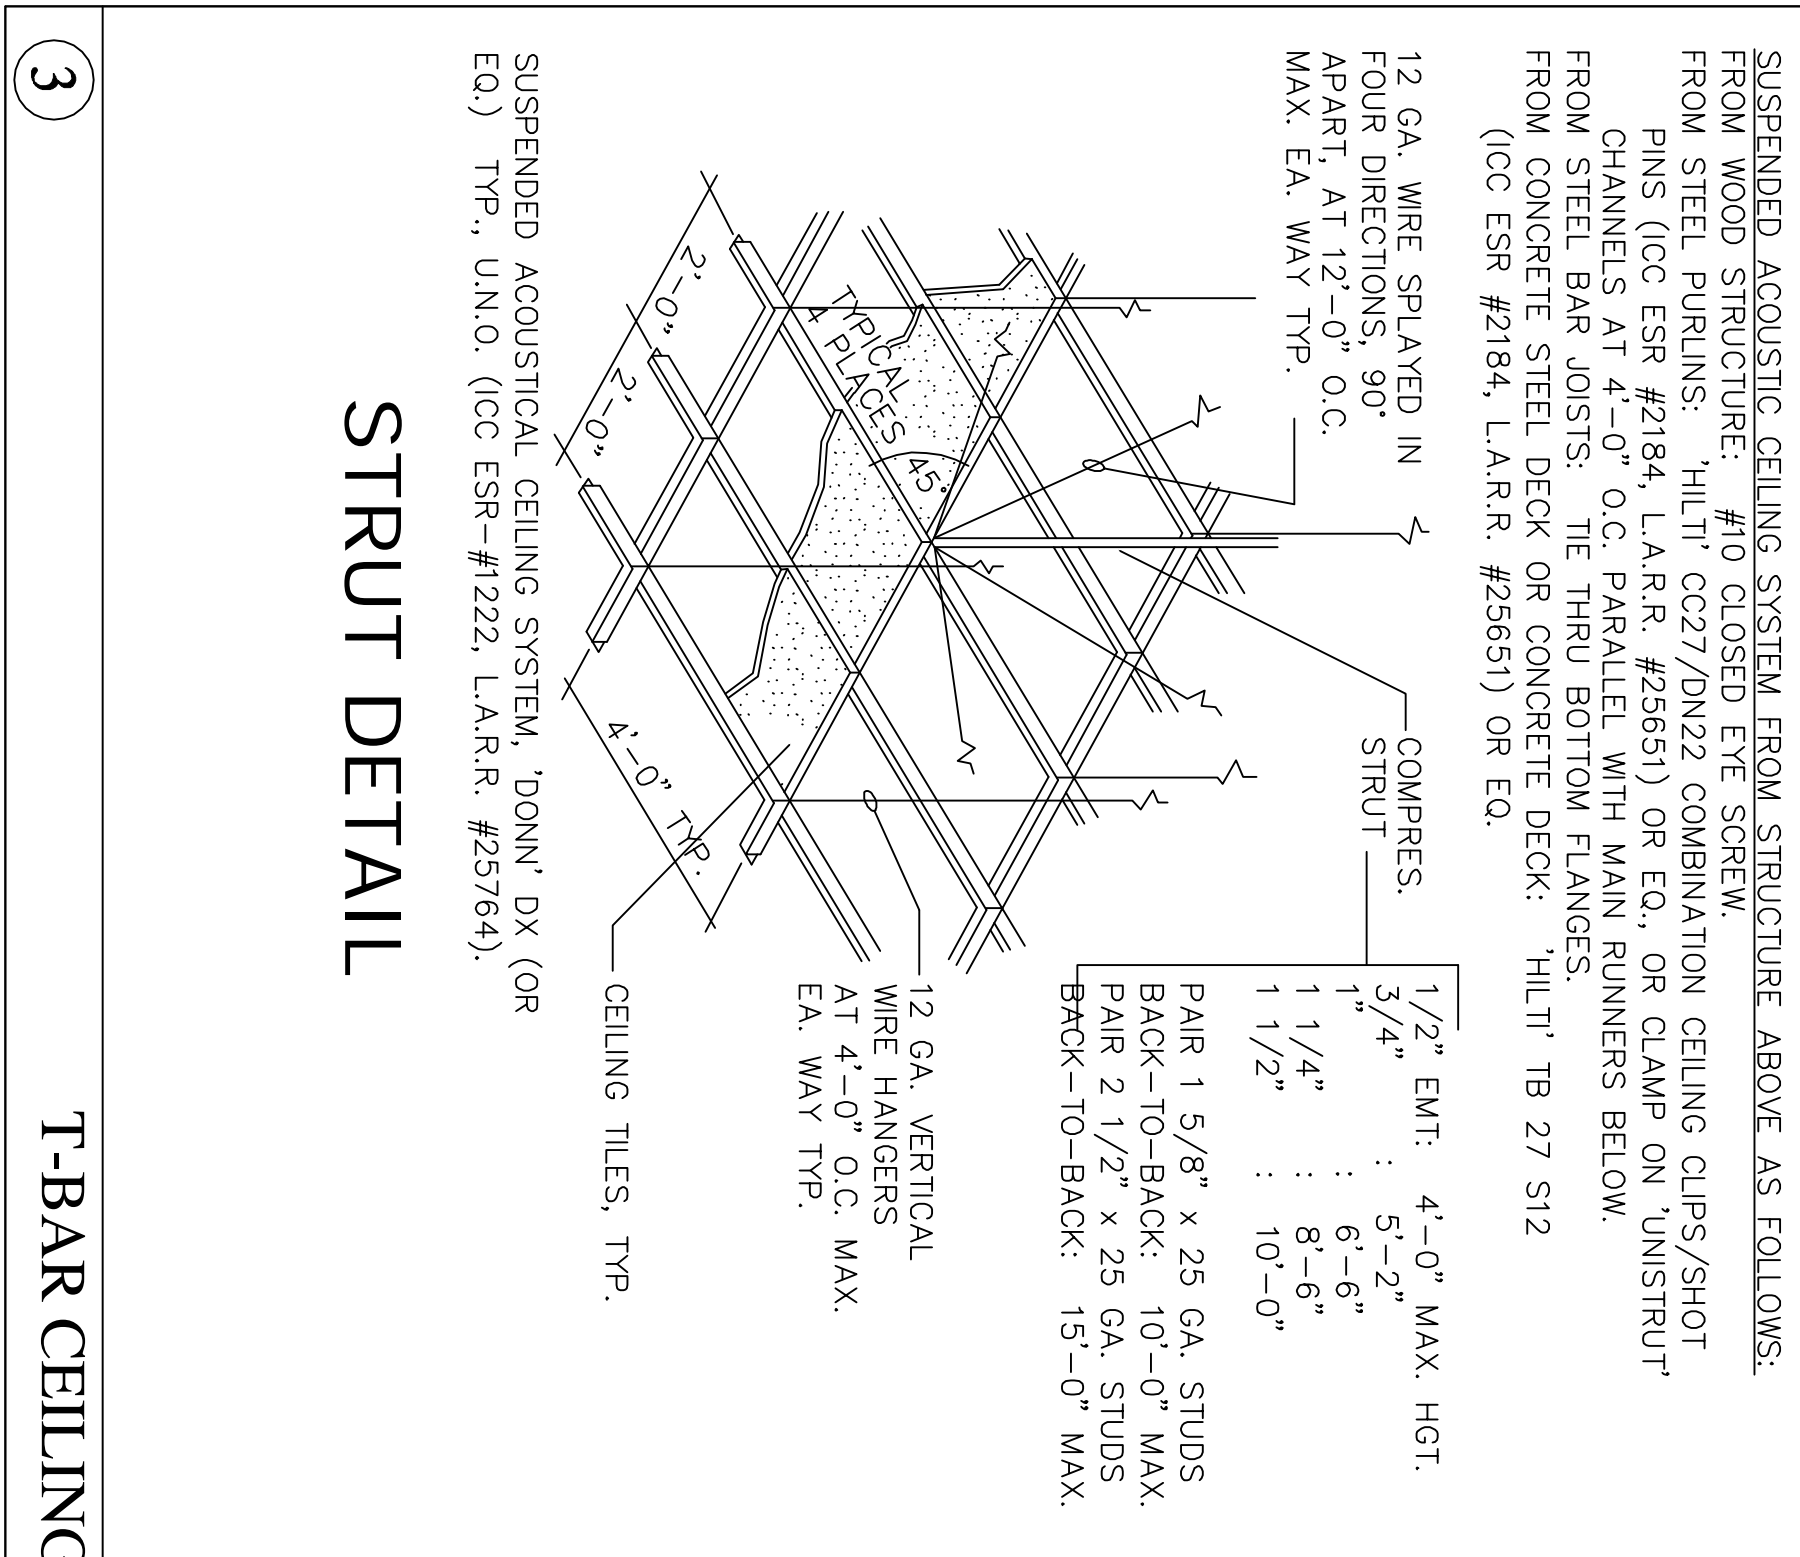 SUSPENDED ACOUSTIC CEILING SYSTEM FROM STRUCTURE ABOVE AS FOLLOWS:
FROM WOOD STRUCTURE: #10 CLOSED EYE SCREW.
FROM STEEL PURLINS: 'HILTI' CC27/DN22 COMBINATION CEILING CLIPS/SHOT
PINS (ICC ESR #2184, L.A.R.R. #25651) OR EQ., OR CLAMP ON 'UNISTRUT'
CHANNELS AT 4'-0" O.C. PARALLEL WITH MAIN RUNNERS BELOW.
FROM STEEL BAR JOISTS: TIE THRU BOTTOM FLANGES.
FROM CONCRETE STEEL DECK OR CONCRETE DECK: 'HILTI' TB 27 S12
(ICC ESR #2184, L.A.R.R. #25651) OR EQ.
12 GA. WIRE SPLAYED IN
FOUR DIRECTIONS, 90°
APART, AT 12'-0" O.C.
MAX. EA. WAY TYP.
COMPRES.
STRUT
1/2" EMT: 4'-0" MAX. HGT.
3/4" : 5'-2"
1" : 6'-6"
1 1/4" : 8'-6"
1 1/2" : 10'-0"
PAIR 1 5/8" x 25 GA. STUDS
BACK-TO-BACK: 10'-0" MAX.
PAIR 2 1/2" x 25 GA. STUDS
BACK-TO-BACK: 15'-0" MAX.
TYPICAL
4 PLACES
45°
2'-0"
2'-0"
4'-0" TYP.
12 GA. VERTICAL
WIRE HANGERS
AT 4'-0" O.C. MAX.
EA. WAY TYP.
CEILING TILES, TYP.
SUSPENDED ACOUSTICAL CEILING SYSTEM, 'DONN' DX (OR
EQ.) TYP., U.N.O. (ICC ESR-#1222, L.A.R.R. #25764).
STRUT DETAIL
3
T-BAR CEILING